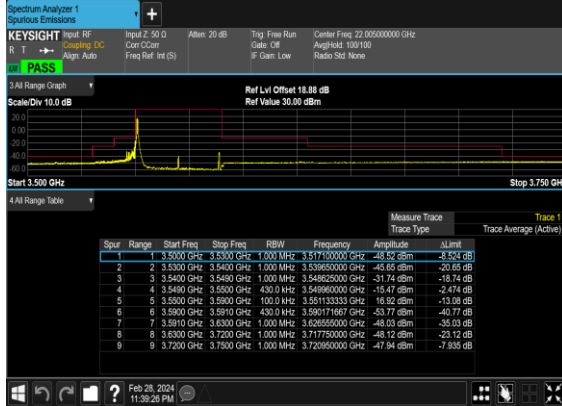 Spectrum Analyzer 1
Spurious Emissions
+
KEYSIGHT Input: RF Input Z: 50 Ω Atten: 20 dB Trig: Free Run Center Freq: 22.005000000 GHz
R T Coupling: DC Corr CCorr Gate: Off Avg|Hold: 100/100
Align: Auto Freq Ref: Int (S) IF Gain: Low Radio Std: None
PASS
3 All Range Graph
Ref Lvl Offset 18.88 dB
Scale/Div 10.0 dB Ref Value 30.00 dBm
20.0
0.00
-20.0
-40.0
-60.0
Start 3.500 GHz Stop 3.750 GH
4 All Range Table
Measure Trace Trace 1
Trace Type Trace Average (Active)
Spur Range Start Freq Stop Freq RBW Frequency Amplitude ΔLimit
1 1 3.5000 GHz 3.5300 GHz 1.000 MHz 3.517100000 GHz -48.52 dBm -8.524 dB
2 2 3.5300 GHz 3.5400 GHz 1.000 MHz 3.539650000 GHz -45.65 dBm -20.65 dB
3 3 3.5400 GHz 3.5490 GHz 1.000 MHz 3.548625000 GHz -31.74 dBm -18.74 dB
4 4 3.5490 GHz 3.5500 GHz 430.0 kHz 3.549960000 GHz -15.47 dBm -2.474 dB
5 5 3.5500 GHz 3.5900 GHz 100.0 kHz 3.551133333 GHz 16.92 dBm -13.08 dB
6 6 3.5900 GHz 3.5910 GHz 430.0 kHz 3.590171667 GHz -53.77 dBm -40.77 dB
7 7 3.5910 GHz 3.6300 GHz 1.000 MHz 3.626555000 GHz -48.03 dBm -35.03 dB
8 8 3.6300 GHz 3.7200 GHz 1.000 MHz 3.717750000 GHz -48.12 dBm -23.12 dB
9 9 3.7200 GHz 3.7500 GHz 1.000 MHz 3.720950000 GHz -47.94 dBm -7.935 dB
? Feb 28, 2024
11:39:26 PM